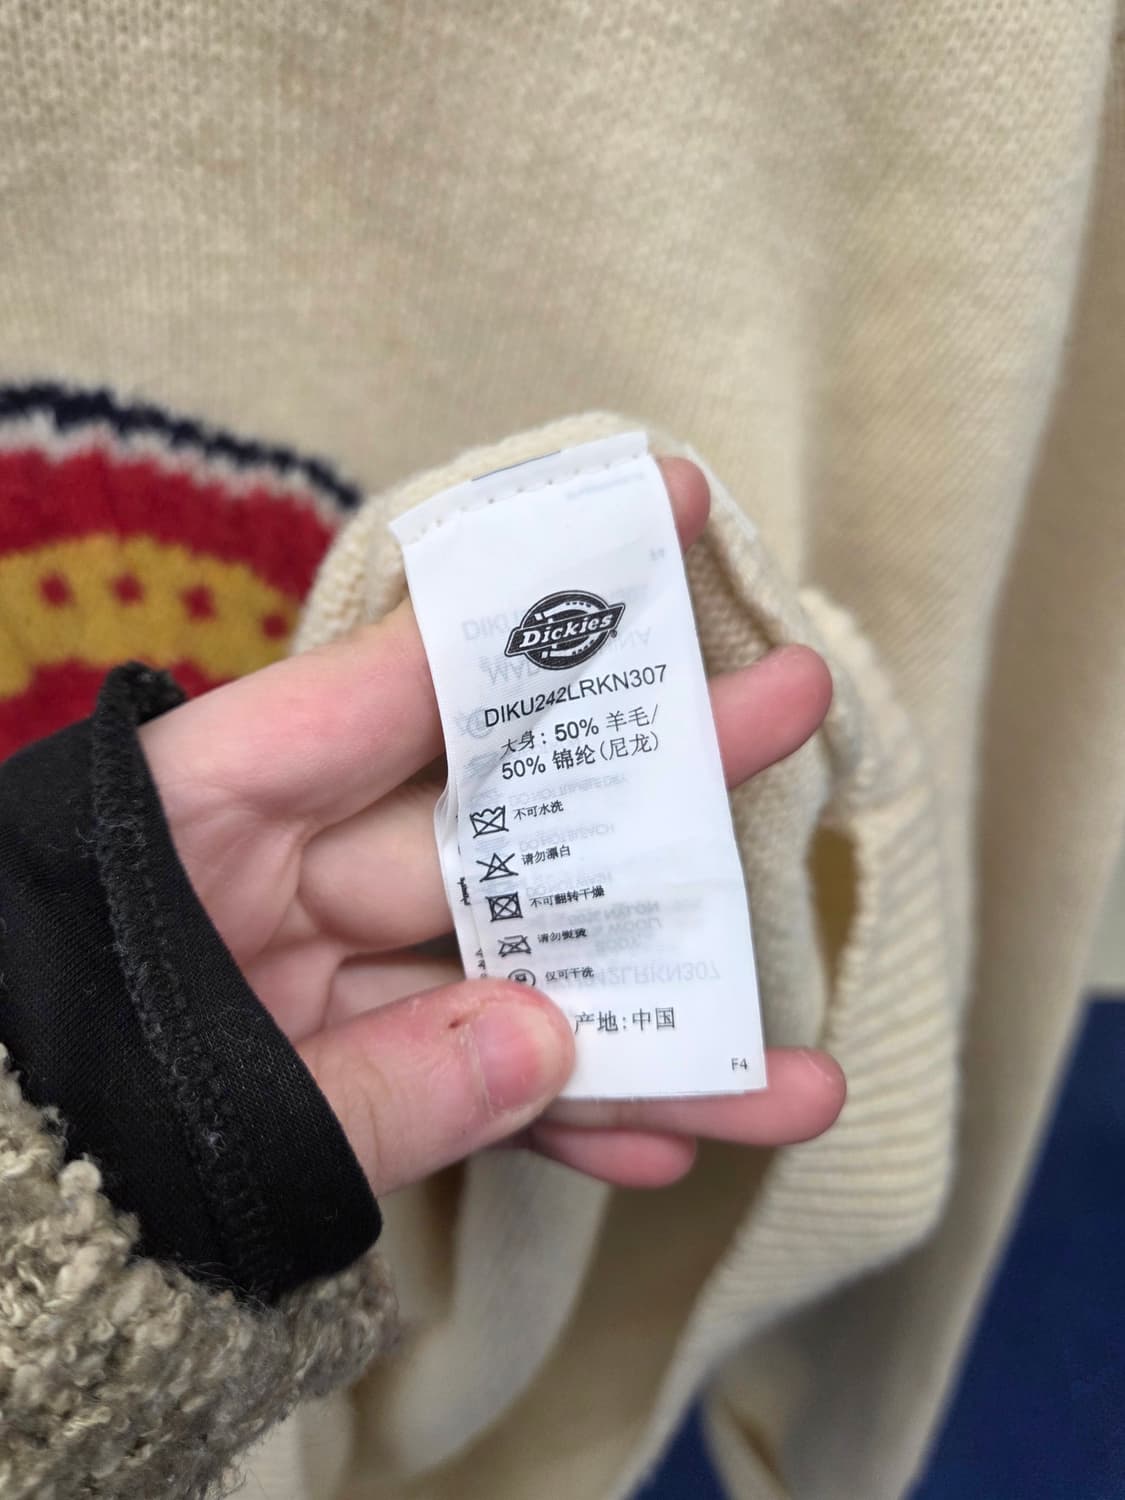 Dickies
DIKU242LRKN307
大身: 50% 羊毛/
50% 锦纶(尼龙)
不可水洗
请勿漂白
不可翻转干燥
请勿熨烫
仅可干洗
产地:中国
F4